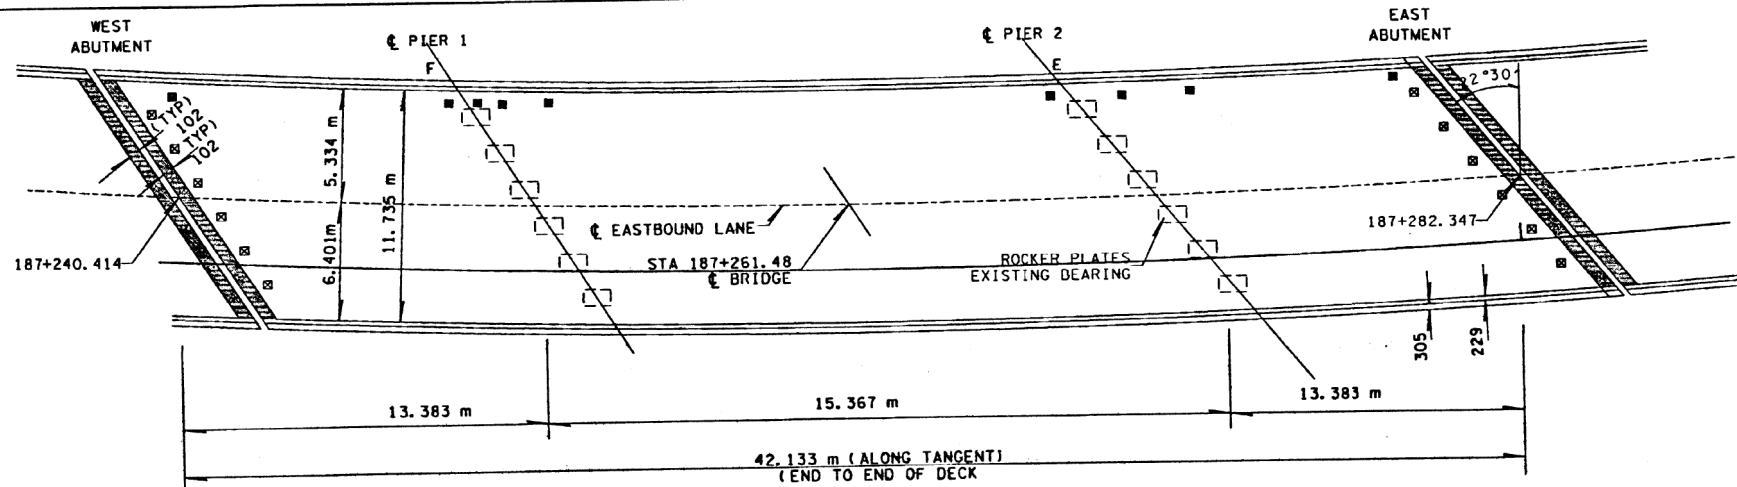 WEST
ABUTMENT
℄ PIER 1
F
℄ PIER 2
E
EAST
ABUTMENT
22°30'
(TYP)
102
(TYP)
102
5.334 m
6.401m
11.735 m
℄ EASTBOUND LANE
187+240.414
STA 187+261.48
℄ BRIDGE
ROCKER PLATES
EXISTING BEARING
187+282.347
305
229
13.383 m
15.367 m
13.383 m
42.133 m (ALONG TANGENT)
(END TO END OF DECK